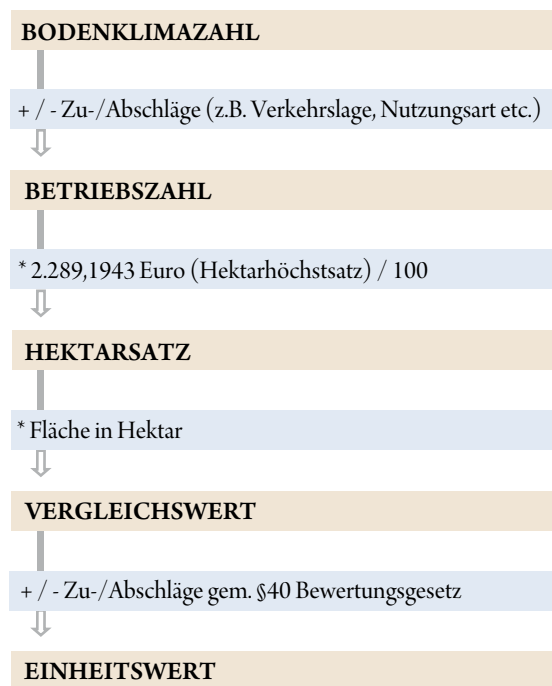 BODENKLIMAZAHL
+ / - Zu-/Abschläge (z.B. Verkehrslage, Nutzungsart etc.)
BETRIEBSZAHL
* 2.289,1943 Euro (Hektarhöchstsatz) / 100
HEKTARSATZ
* Fläche in Hektar
VERGLEICHSWERT
+ / - Zu-/Abschläge gem. §40 Bewertungsgesetz
EINHEITSWERT